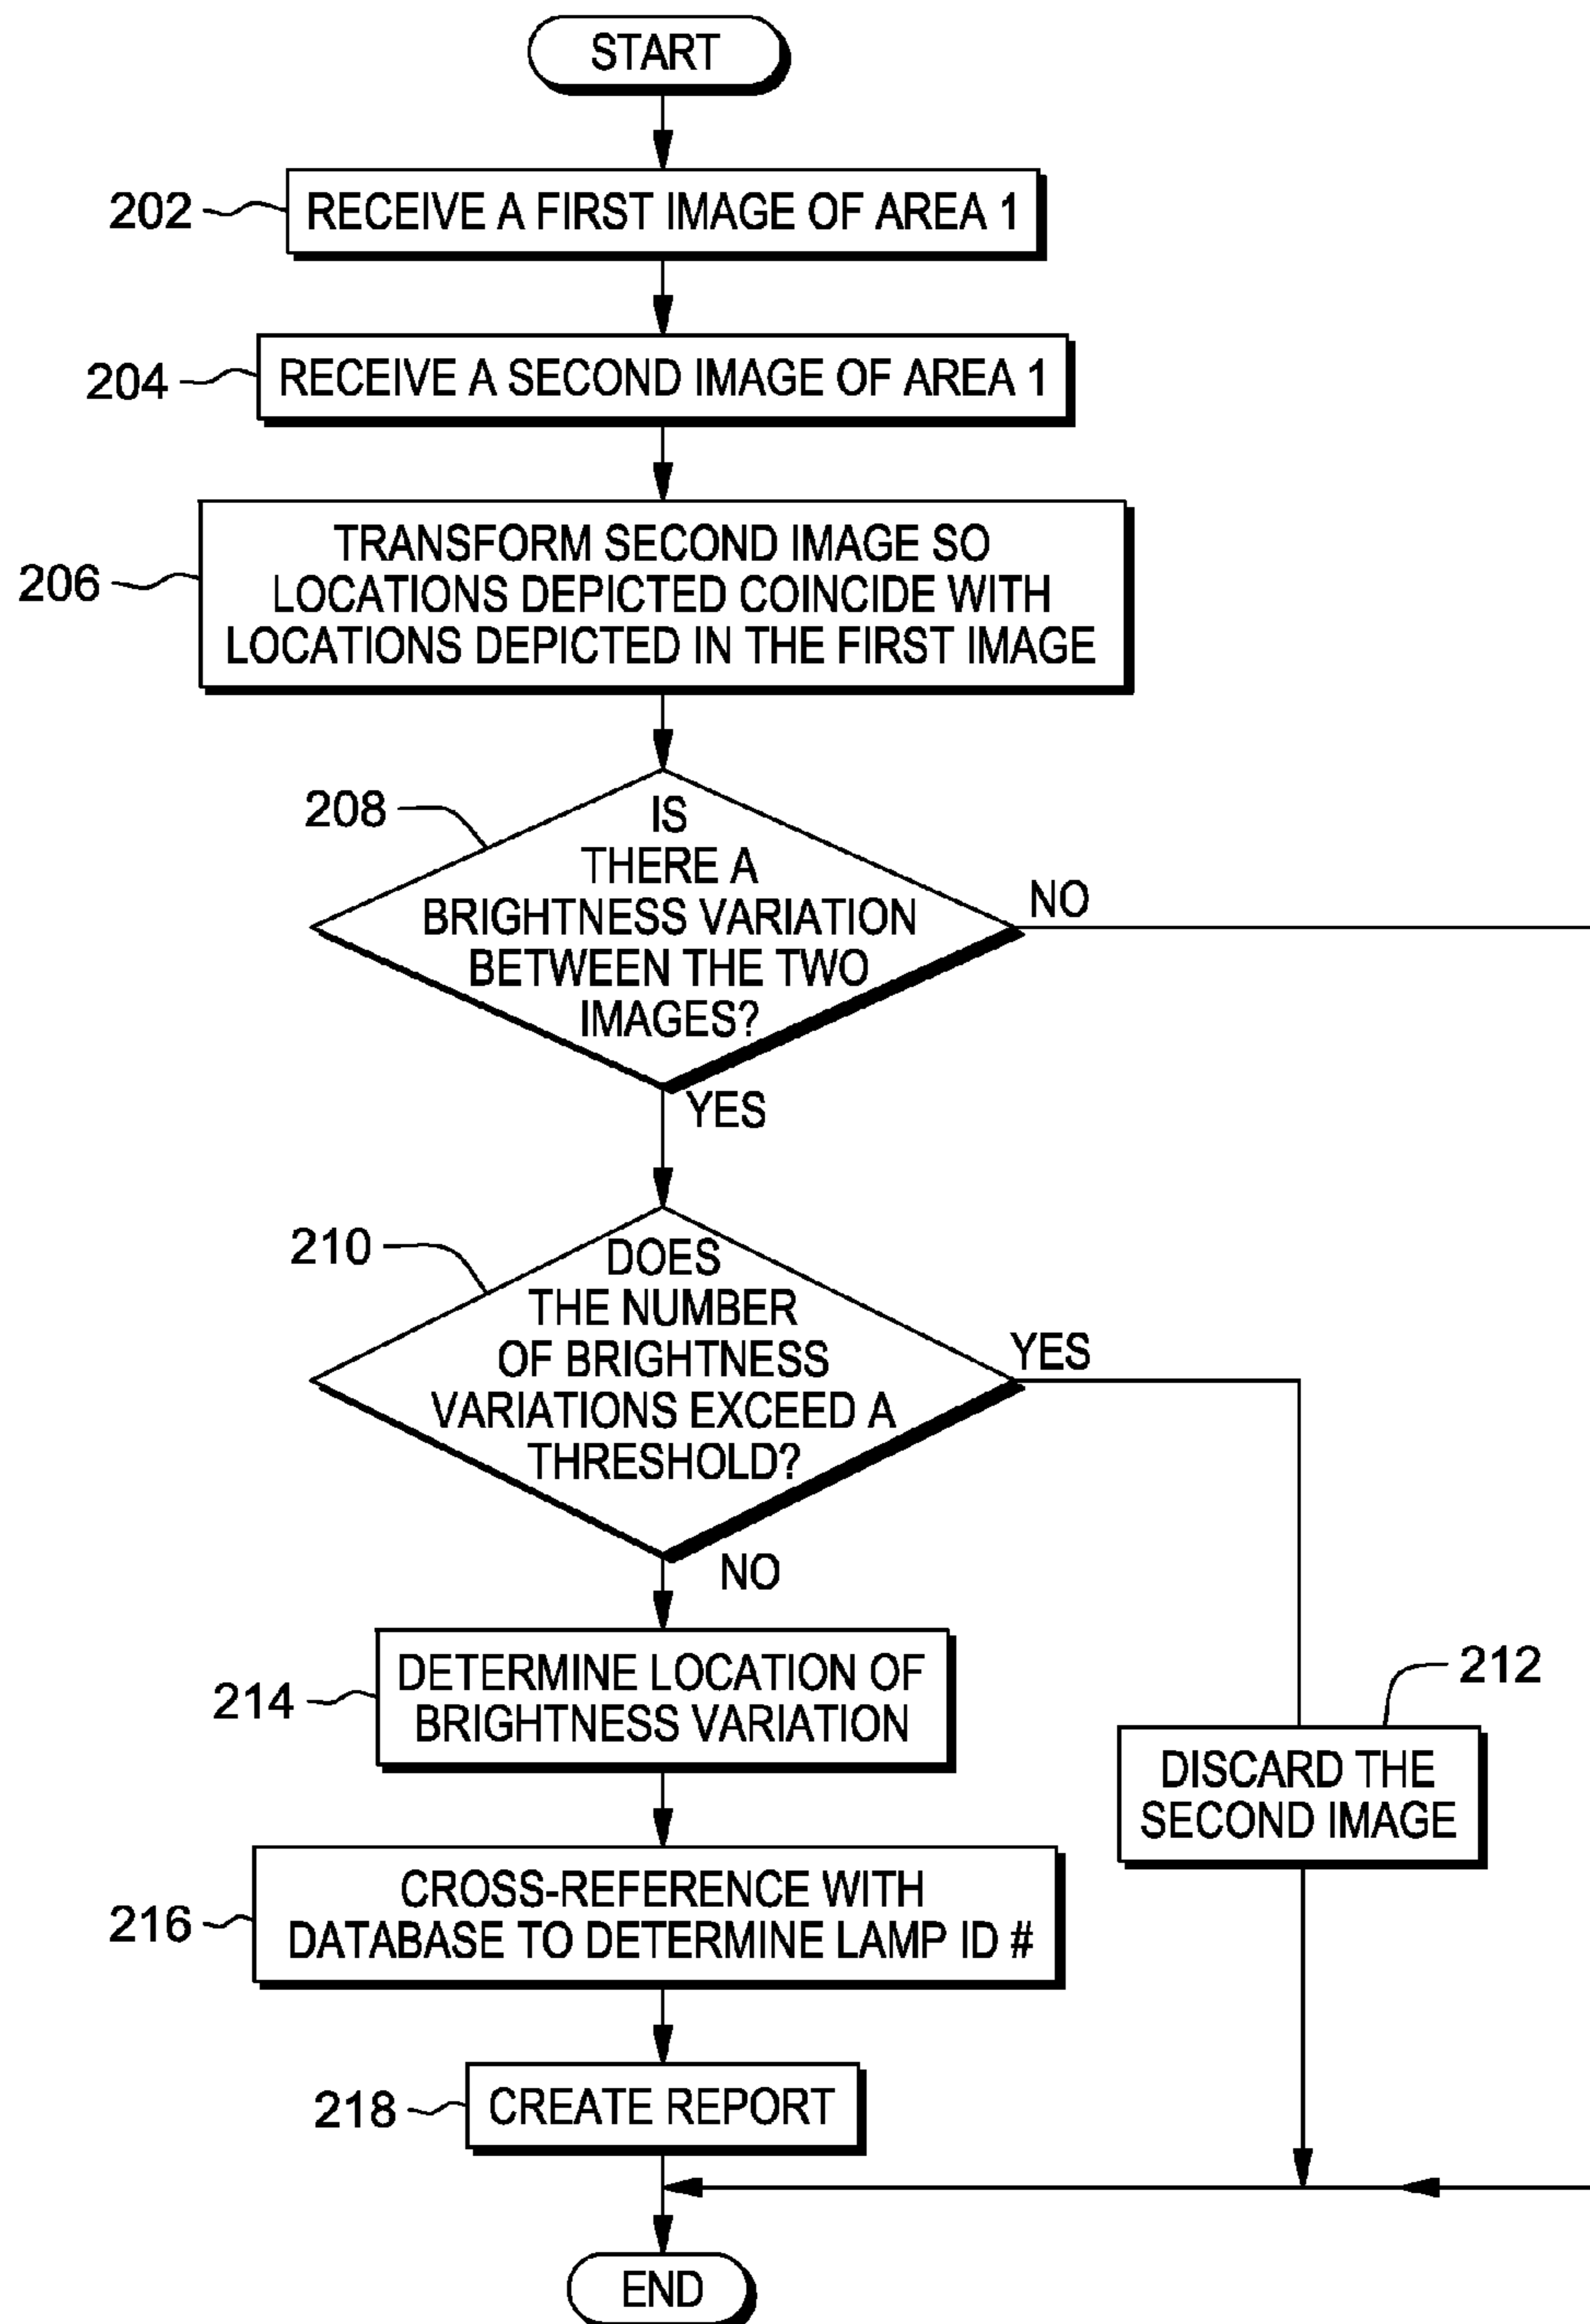 START
202
RECEIVE A FIRST IMAGE OF AREA 1
204
RECEIVE A SECOND IMAGE OF AREA 1
206
TRANSFORM SECOND IMAGE SO
LOCATIONS DEPICTED COINCIDE WITH
LOCATIONS DEPICTED IN THE FIRST IMAGE
208
IS
THERE A
BRIGHTNESS VARIATION
BETWEEN THE TWO
IMAGES?
NO
YES
210
DOES
THE NUMBER
OF BRIGHTNESS
VARIATIONS EXCEED A
THRESHOLD?
YES
NO
214
DETERMINE LOCATION OF
BRIGHTNESS VARIATION
212
DISCARD THE
SECOND IMAGE
216
CROSS-REFERENCE WITH
DATABASE TO DETERMINE LAMP ID #
218
CREATE REPORT
END